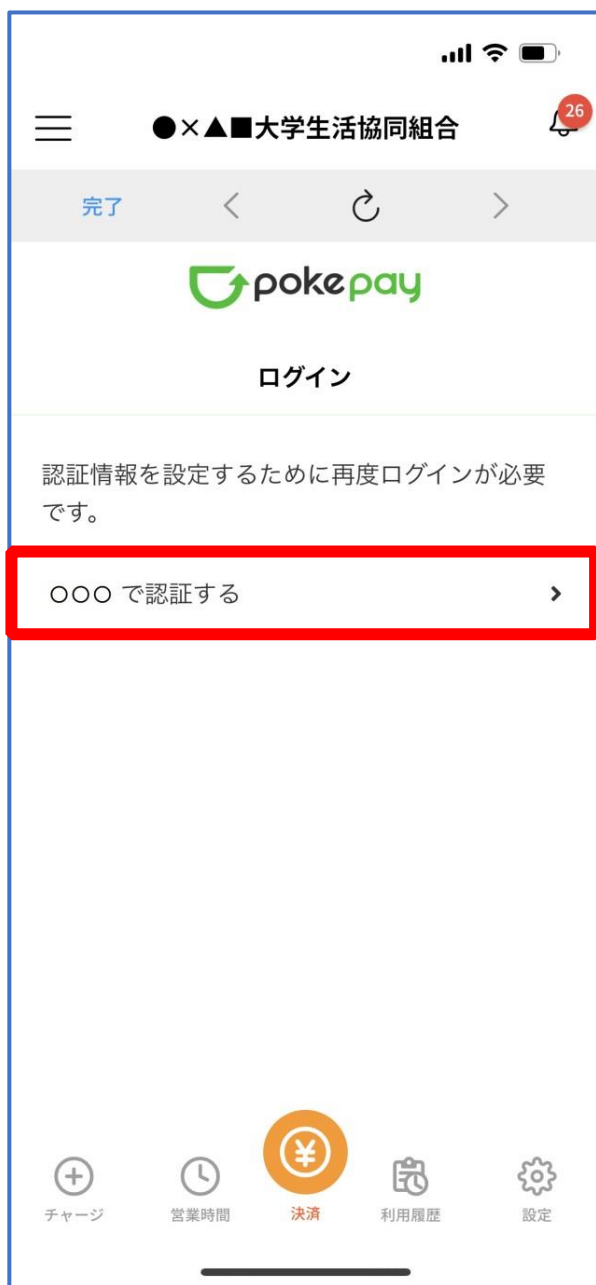 ●×▲■大学生活協同組合
26
完了
pokepay
ログイン
認証情報を設定するために再度ログインが必要
です。
○○○ で認証する
チャージ
営業時間
決済
利用履歴
設定